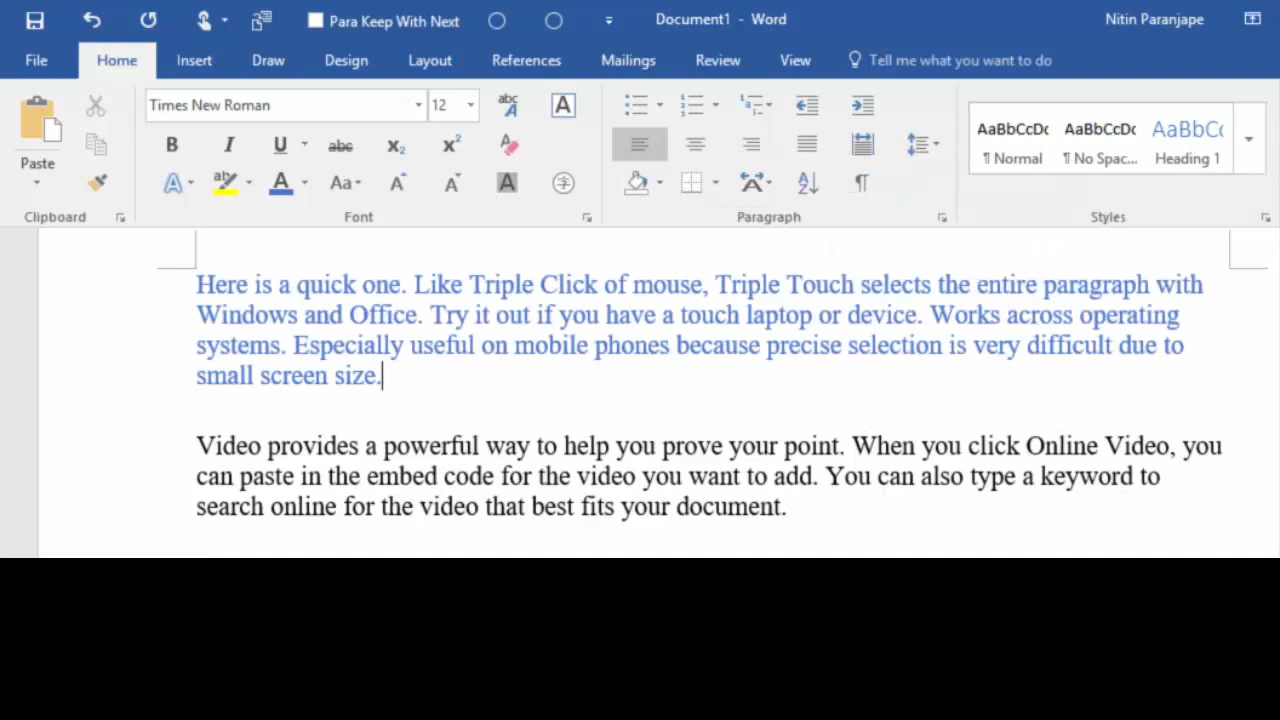 Para Keep With Next
Document1 - Word
Nitin Paranjape
File Home Insert Draw Design Layout References Mailings Review View Tell me what you want to do
Paste
Clipboard
Times New Roman 12
abc A A
B I U abc X₂ X²
A aby A Aa A A A 字
Font
A Z ¶
Paragraph
AaBbCcDc AaBbCcDc AaBbCc
¶ Normal ¶ No Spac... Heading 1
Styles
Here is a quick one. Like Triple Click of mouse, Triple Touch selects the entire paragraph with
Windows and Office. Try it out if you have a touch laptop or device. Works across operating
systems. Especially useful on mobile phones because precise selection is very difficult due to
small screen size.
Video provides a powerful way to help you prove your point. When you click Online Video, you
can paste in the embed code for the video you want to add. You can also type a keyword to
search online for the video that best fits your document.